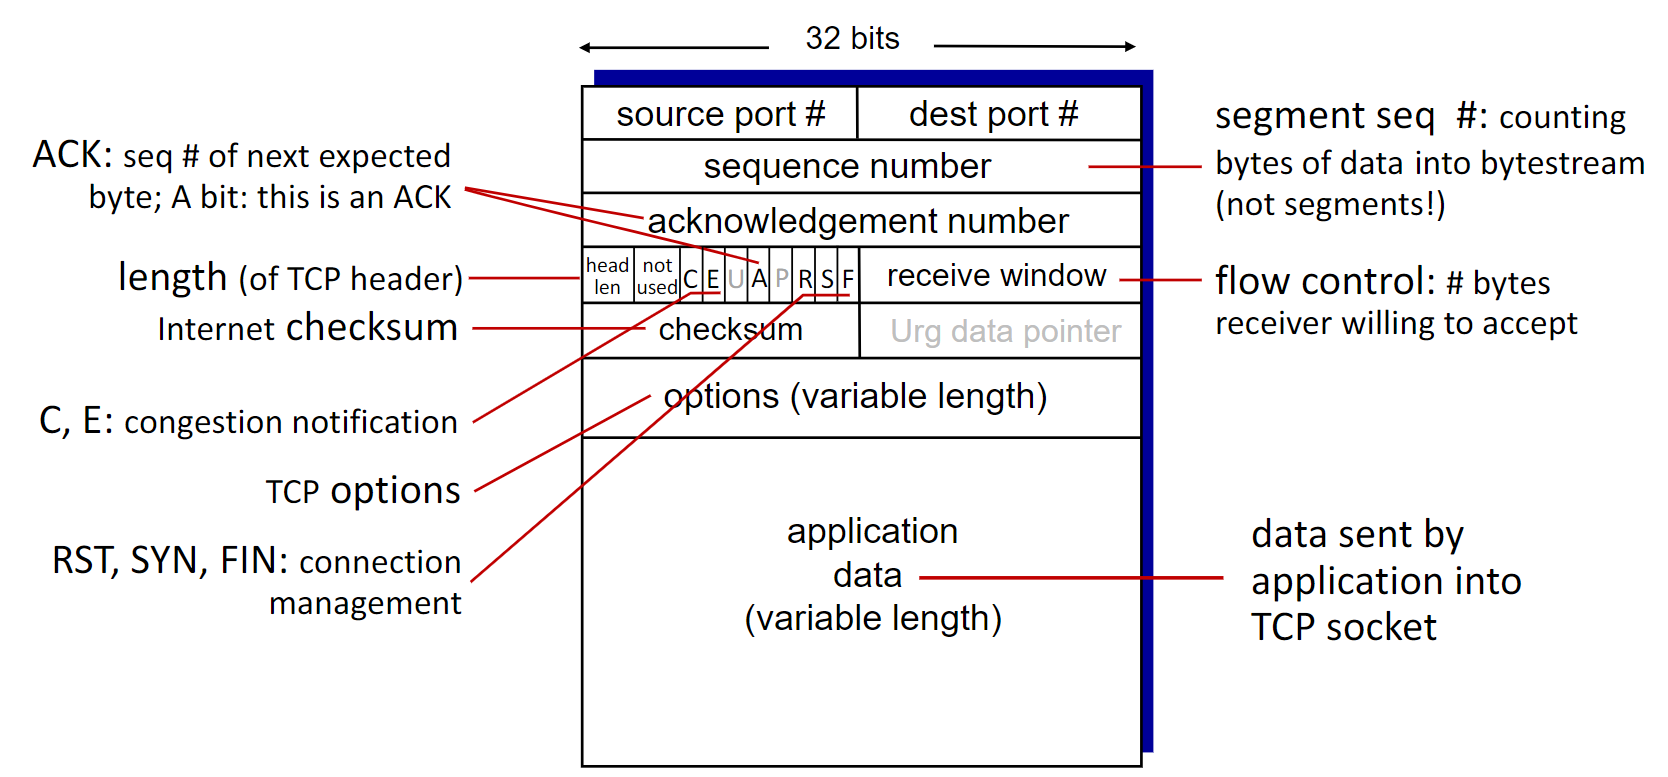 32 bits
source port #
dest port #
segment seq #: counting
bytes of data into bytestream
(not segments!)
ACK: seq # of next expected
byte; A bit: this is an ACK
sequence number
acknowledgement number
length (of TCP header)
head
len
not
used
C
E
U
A
P
R
S
F
receive window
flow control: # bytes
receiver willing to accept
Internet checksum
checksum
Urg data pointer
C, E: congestion notification
options (variable length)
TCP options
RST, SYN, FIN: connection
management
application
data
(variable length)
data sent by
application into
TCP socket